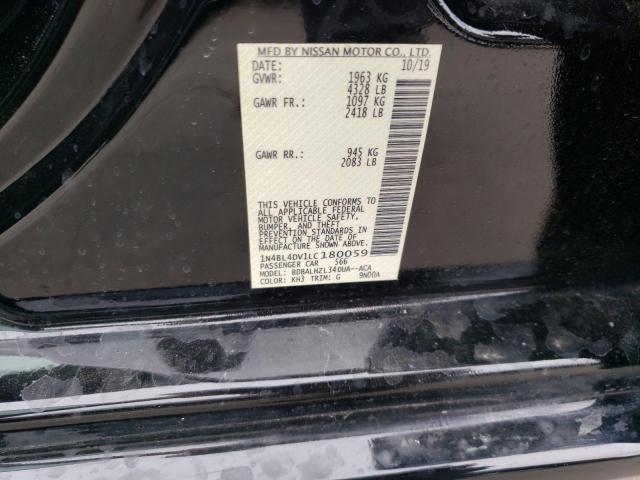 MFD BY NISSAN MOTOR CO., LTD.
DATE: 10/19
GVWR: 1963 KG
4328 LB
GAWR FR.: 1097 KG
2418 LB
GAWR RR.: 945 KG
2083 LB
THIS VEHICLE CONFORMS TO
ALL APPLICABLE FEDERAL
MOTOR VEHICLE SAFETY,
BUMPER, AND THEFT
PREVENTION STANDARDS IN
EFFECT ON THE DATE OF
MANUFACTURE SHOWN ABOVE.
1N4BL4DV1LC180059
PASSENGER CAR 566
MODEL: BDBALHZL34DUA--ACA
COLOR: KH3 TRIM: G 9N00A